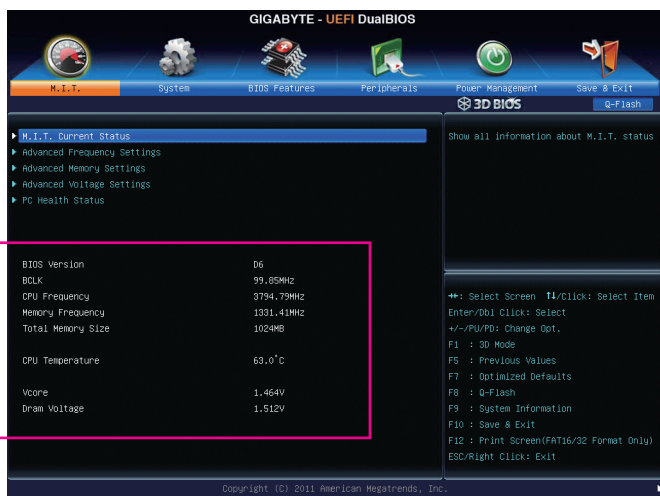 GIGABYTE - UEFI DualBIOS
M.I.T.
System
BIOS Features
Peripherals
Power Management
Save & Exit
3D BIOS
Q-Flash
M.I.T. Current Status
Advanced Frequency Settings
Advanced Memory Settings
Advanced Voltage Settings
PC Health Status
Show all information about M.I.T. status
BIOS Version D6
BCLK 99.85MHz
CPU Frequency 3794.79MHz
Memory Frequency 1331.41MHz
Total Memory Size 1024MB
CPU Temperature 63.0°C
Vcore 1.464V
Dram Voltage 1.512V
→←: Select Screen ↑↓/Click: Select Item
Enter/Dbl Click: Select
+/-/PU/PD: Change Opt.
F1 : 3D Mode
F5 : Previous Values
F7 : Optimized Defaults
F8 : Q-Flash
F9 : System Information
F10 : Save & Exit
F12 : Print Screen(FAT16/32 Format Only)
ESC/Right Click: Exit
Copyright (C) 2011 American Megatrends, Inc.